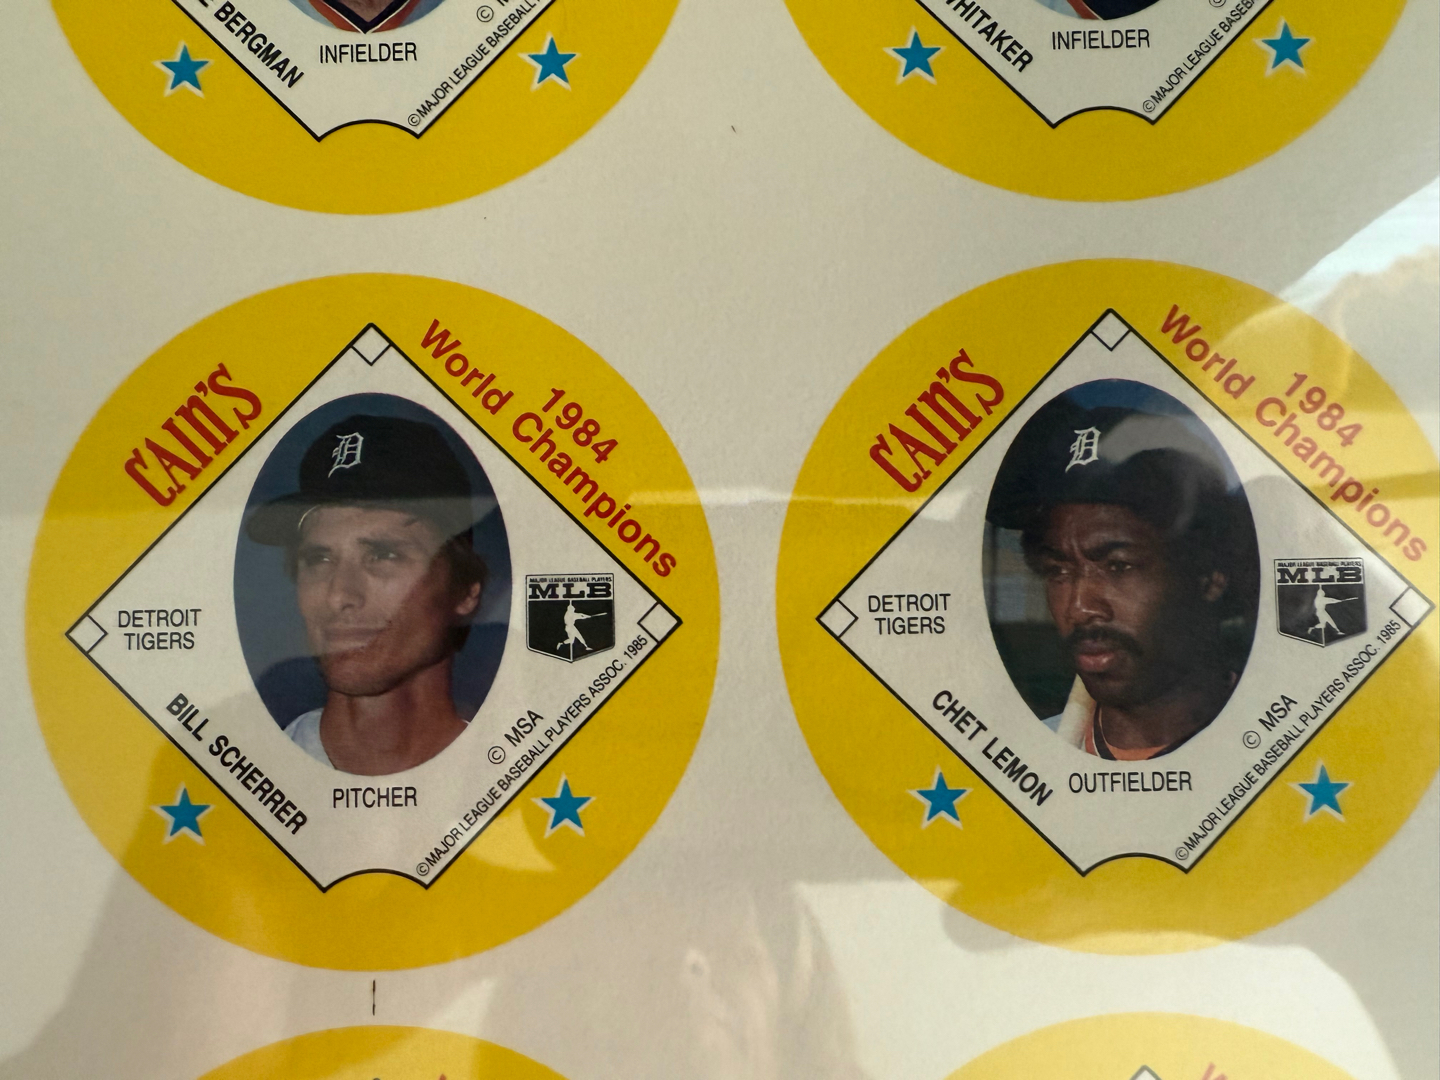 BERGMAN
INFIELDER
©
© MAJOR LEAGUE BASEBALL
WHITAKER
INFIELDER
©
© MAJOR LEAGUE BASEBALL
CAIN'S
1984
World Champions
D
DETROIT
TIGERS
MAJOR LEAGUE BASEBALL PLAYERS
MLB
BILL SCHERRER
PITCHER
© MSA
© MAJOR LEAGUE BASEBALL PLAYERS ASSOC. 1985
CAIN'S
1984
World Champions
D
DETROIT
TIGERS
MAJOR LEAGUE BASEBALL PLAYERS
MLB
CHET LEMON
OUTFIELDER
© MSA
© MAJOR LEAGUE BASEBALL PLAYERS ASSOC. 1985